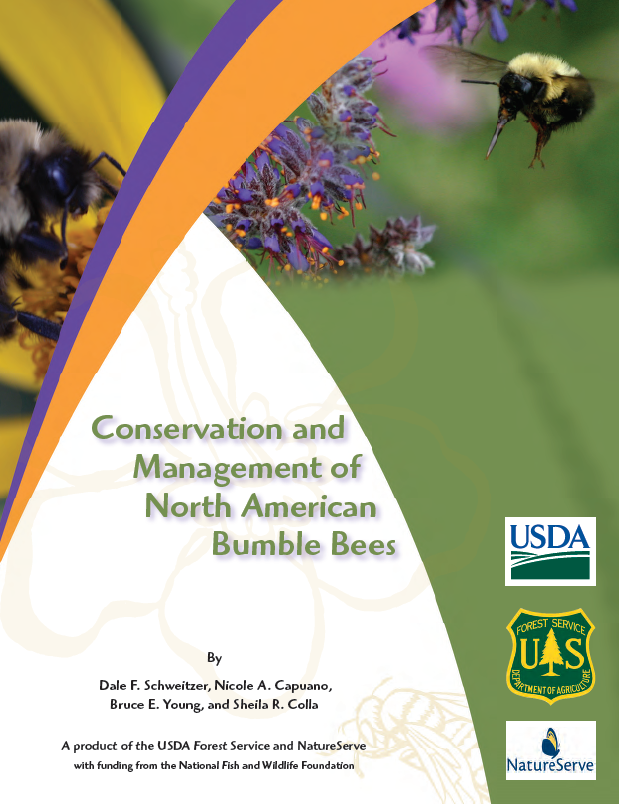 Conservation and
Management of
North American
Bumble Bees
By
Dale F. Schweitzer, Nicole A. Capuano,
Bruce E. Young, and Sheila R. Colla
A product of the USDA Forest Service and NatureServe
with funding from the National Fish and Wildlife Foundation
USDA
FOREST SERVICE
U S
DEPARTMENT OF AGRICULTURE
NatureServe